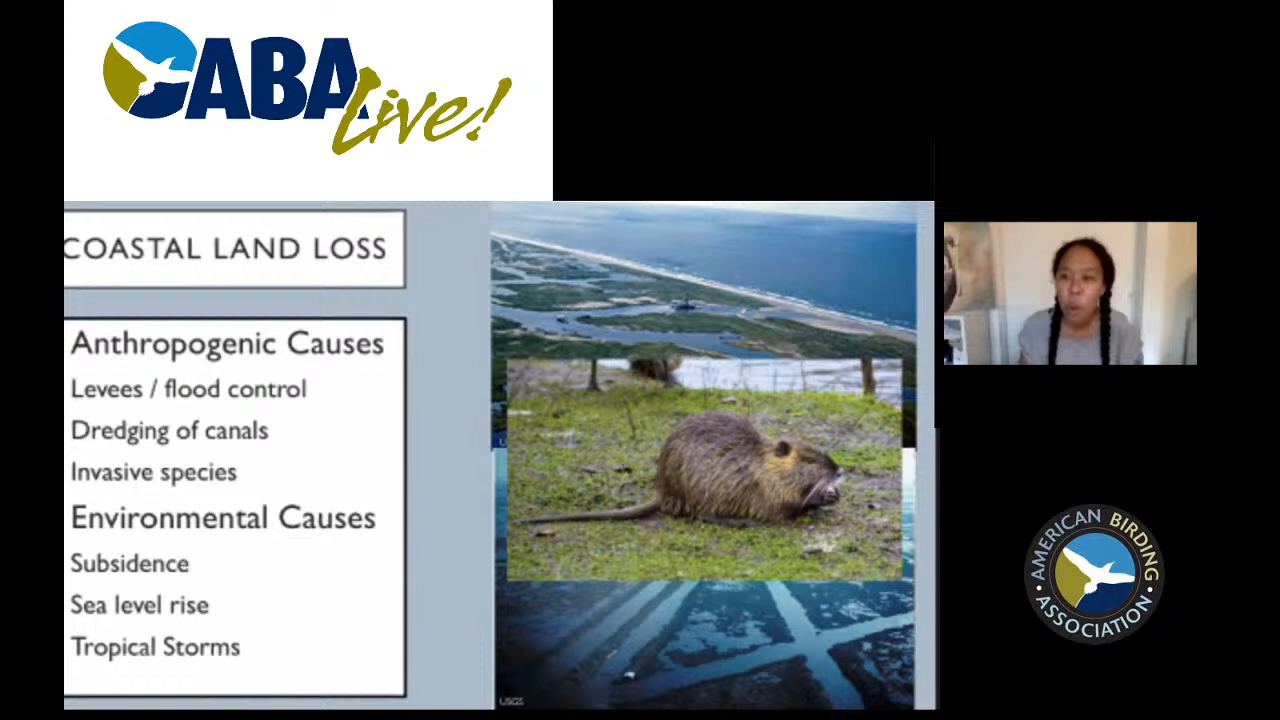 ABA
Live!
COASTAL LAND LOSS
Anthropogenic Causes
Levees / flood control
Dredging of canals
Invasive species
Environmental Causes
Subsidence
Sea level rise
Tropical Storms
USGS
• AMERICAN BIRDING •
ASSOCIATION